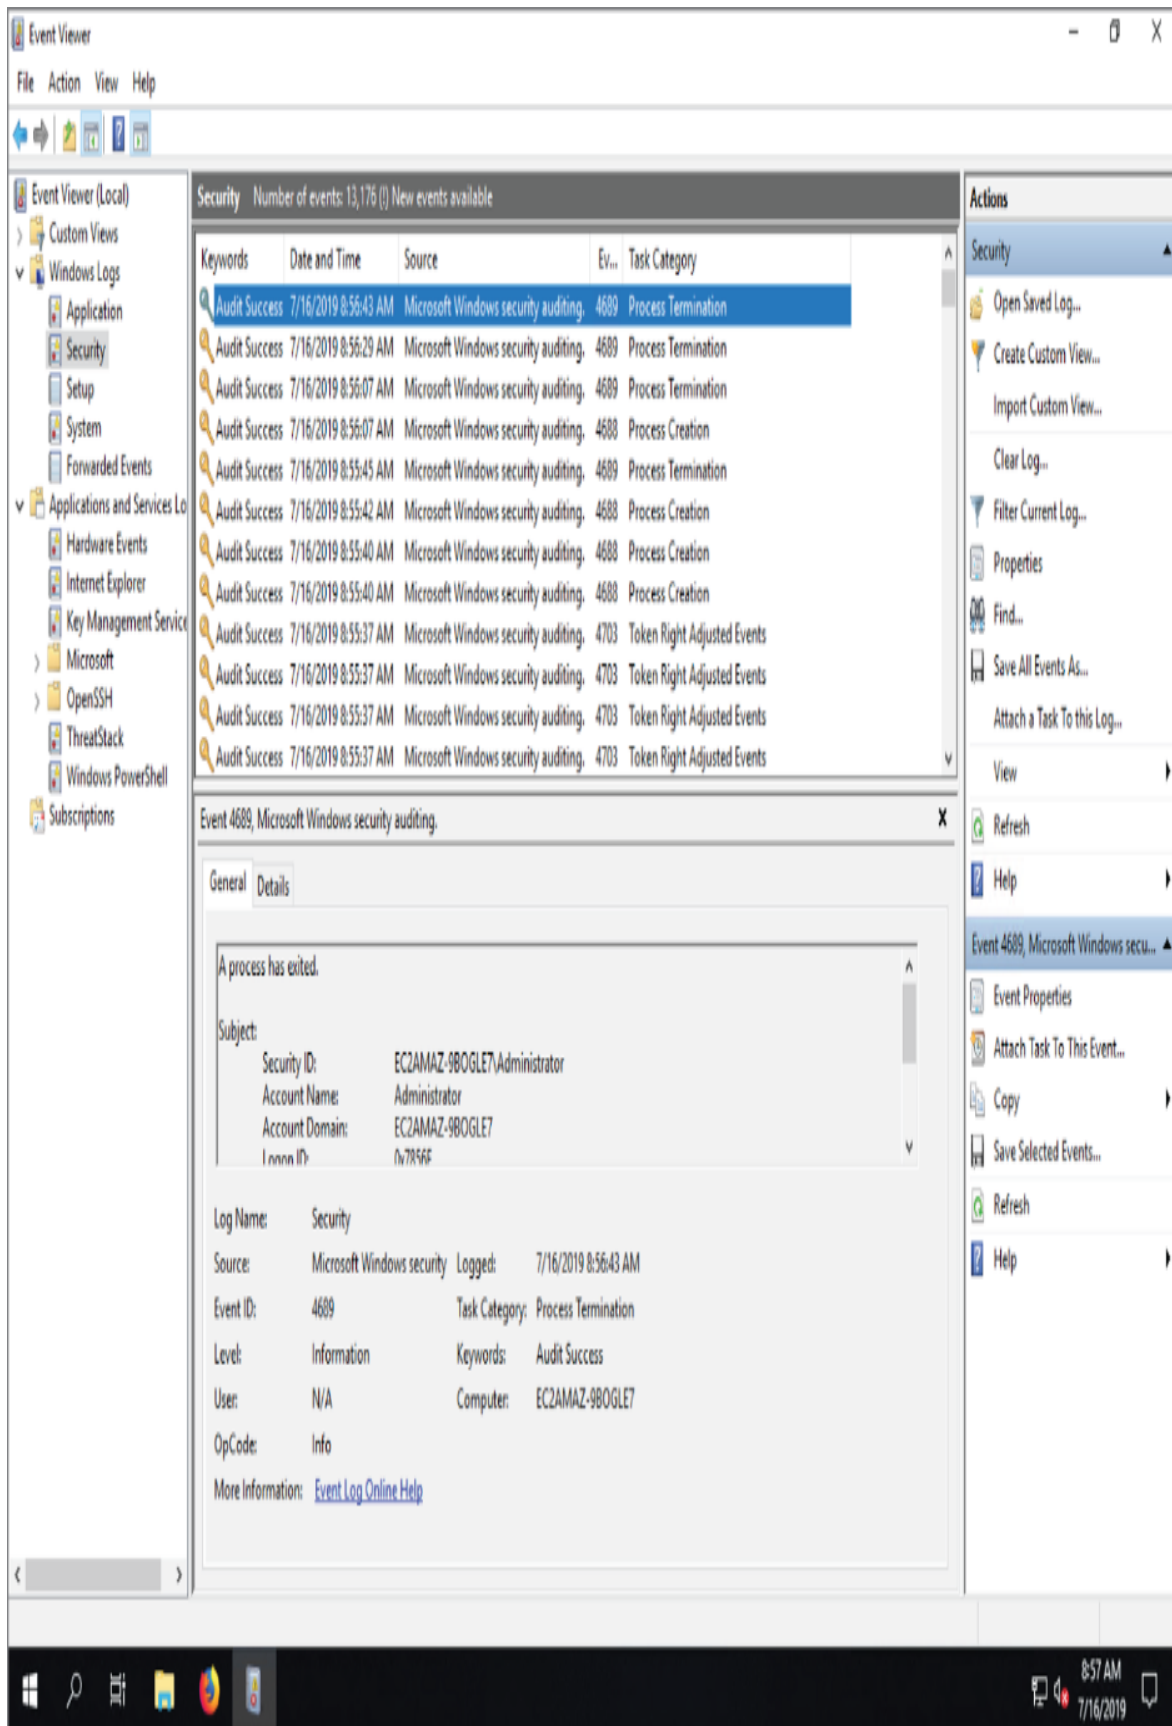 Event Viewer
File Action View Help
Event Viewer (Local)
Custom Views
Windows Logs
Application
Security
Setup
System
Forwarded Events
Applications and Services Lo
Hardware Events
Internet Explorer
Key Management Service
Microsoft
OpenSSH
ThreatStack
Windows PowerShell
Subscriptions
Security Number of events: 13,176 (!) New events available
Keywords Date and Time Source Ev... Task Category
Audit Success 7/16/2019 8:56:43 AM Microsoft Windows security auditing. 4689 Process Termination
Audit Success 7/16/2019 8:56:29 AM Microsoft Windows security auditing. 4689 Process Termination
Audit Success 7/16/2019 8:56:07 AM Microsoft Windows security auditing. 4689 Process Termination
Audit Success 7/16/2019 8:56:07 AM Microsoft Windows security auditing. 4688 Process Creation
Audit Success 7/16/2019 8:55:45 AM Microsoft Windows security auditing. 4689 Process Termination
Audit Success 7/16/2019 8:55:42 AM Microsoft Windows security auditing. 4688 Process Creation
Audit Success 7/16/2019 8:55:40 AM Microsoft Windows security auditing. 4688 Process Creation
Audit Success 7/16/2019 8:55:40 AM Microsoft Windows security auditing. 4688 Process Creation
Audit Success 7/16/2019 8:55:37 AM Microsoft Windows security auditing. 4703 Token Right Adjusted Events
Audit Success 7/16/2019 8:55:37 AM Microsoft Windows security auditing. 4703 Token Right Adjusted Events
Audit Success 7/16/2019 8:55:37 AM Microsoft Windows security auditing. 4703 Token Right Adjusted Events
Audit Success 7/16/2019 8:55:37 AM Microsoft Windows security auditing. 4703 Token Right Adjusted Events
Event 4689, Microsoft Windows security auditing. X
General Details
A process has exited.
Subject:
Security ID: EC2AMAZ-9BOGLE7\Administrator
Account Name: Administrator
Account Domain: EC2AMAZ-9BOGLE7
Logon ID: 0x7856F
Log Name: Security
Source: Microsoft Windows security Logged: 7/16/2019 8:56:43 AM
Event ID: 4689 Task Category: Process Termination
Level: Information Keywords: Audit Success
User: N/A Computer: EC2AMAZ-9BOGLE7
OpCode: Info
More Information: Event Log Online Help
Actions
Security
Open Saved Log...
Create Custom View...
Import Custom View...
Clear Log...
Filter Current Log...
Properties
Find...
Save All Events As...
Attach a Task To this Log...
View
Refresh
Help
Event 4689, Microsoft Windows secu...
Event Properties
Attach Task To This Event...
Copy
Save Selected Events...
Refresh
Help
8:57 AM
7/16/2019